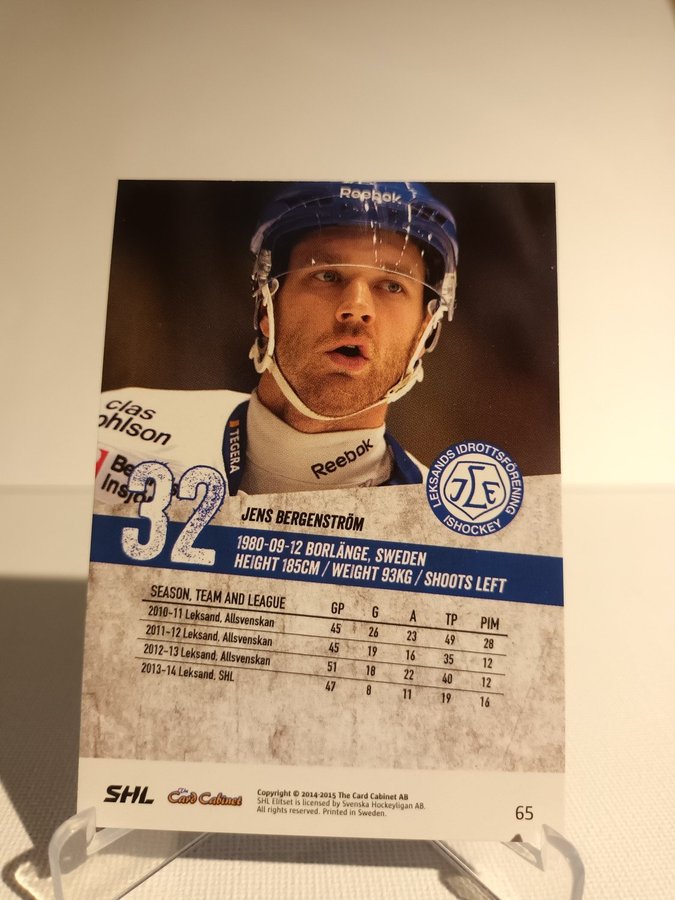 Reebok
clas
ohlson
TEGERA
Reebok
Insjön
LEKSANDS IDROTTSFÖRENING
ISHOCKEY
32
JENS BERGENSTRÖM
1980-09-12 BORLÄNGE, SWEDEN
HEIGHT 185CM / WEIGHT 93KG / SHOOTS LEFT
SEASON, TEAM AND LEAGUE GP G A TP PIM
2010-11 Leksand, Allsvenskan 45 26 23 49 28
2011-12 Leksand, Allsvenskan 45 19 16 35 12
2012-13 Leksand, Allsvenskan 51 18 22 40 12
2013-14 Leksand, SHL 47 8 11 19 16
SHL
The Card Cabinet
Copyright © 2014-2015 The Card Cabinet AB
SHL Elitset is licensed by Svenska Hockeyligan AB.
All rights reserved. Printed in Sweden.
65